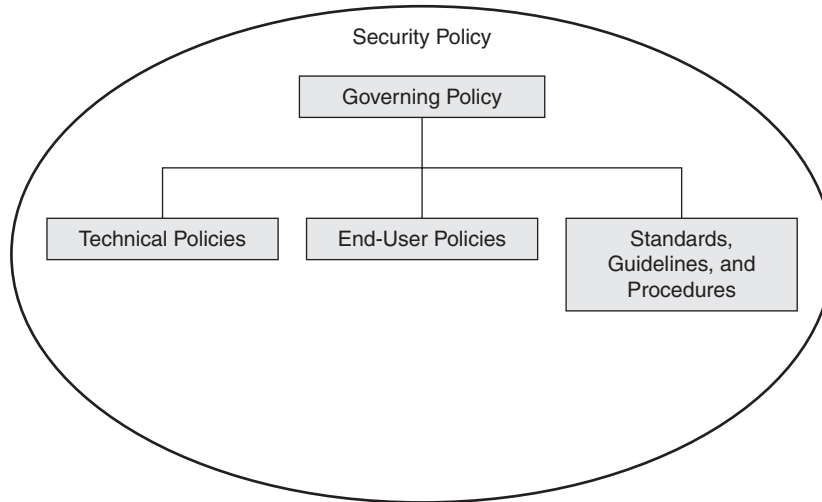 Security Policy
Governing Policy
Technical Policies
End-User Policies
Standards,
Guidelines, and
Procedures